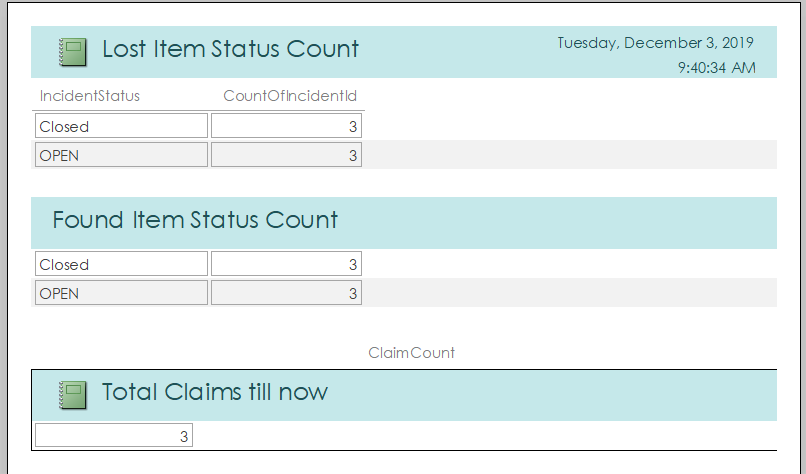 Lost Item Status Count
Tuesday, December 3, 2019
9:40:34 AM
IncidentStatus CountOfIncidentId
Closed 3
OPEN 3
Found Item Status Count
Closed 3
OPEN 3
ClaimCount
Total Claims till now
3